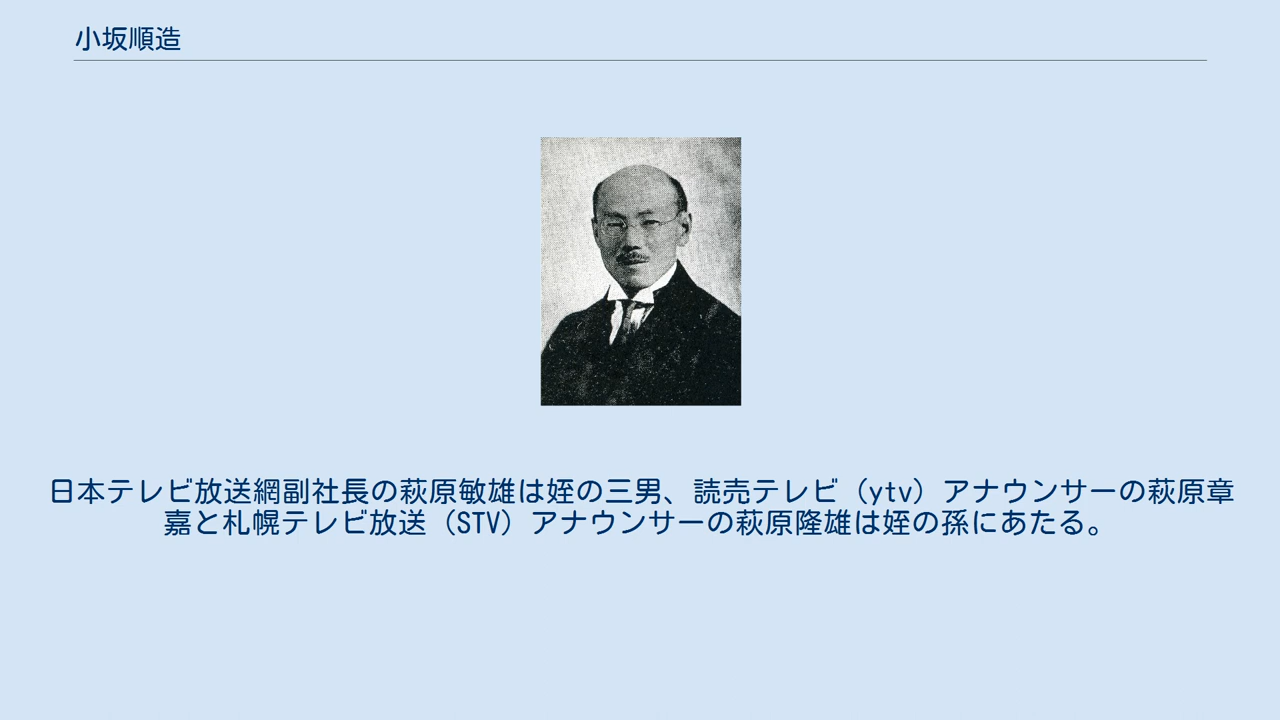 小坂順造
日本テレビ放送網副社長の萩原敏雄は姪の三男、読売テレビ（ytv）アナウンサーの萩原章
嘉と札幌テレビ放送（STV）アナウンサーの萩原隆雄は姪の孫にあたる。